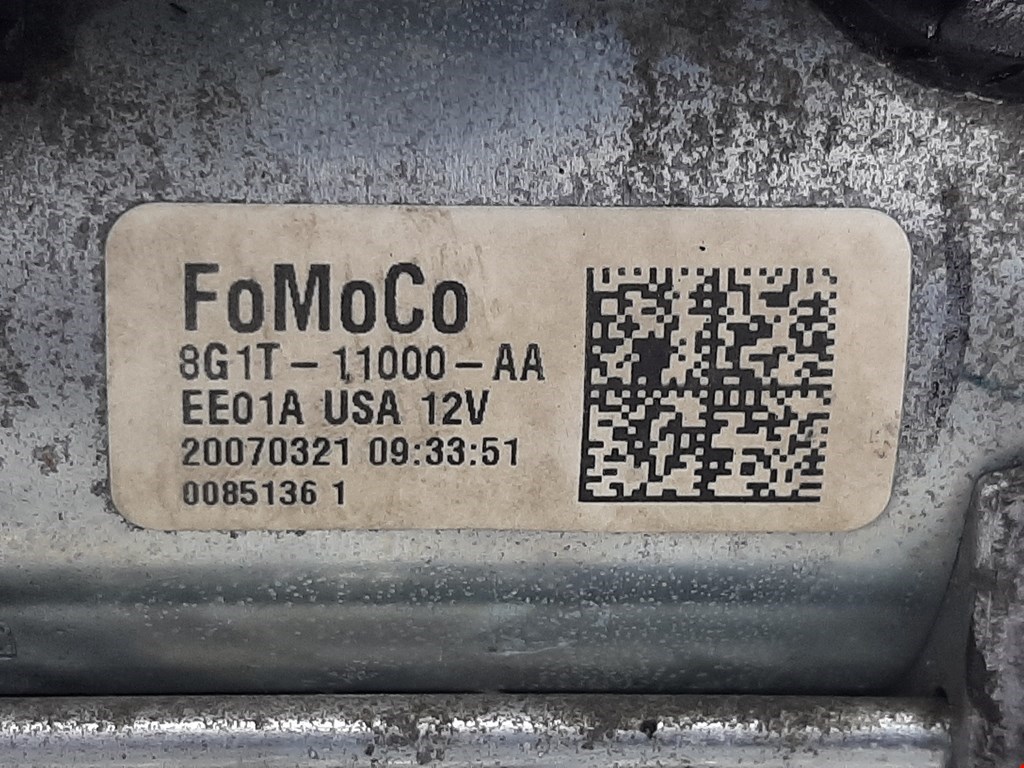 FoMoCo
8G1T-11000-AA
EE01A USA 12V
20070321 09:33:51
0085136 1